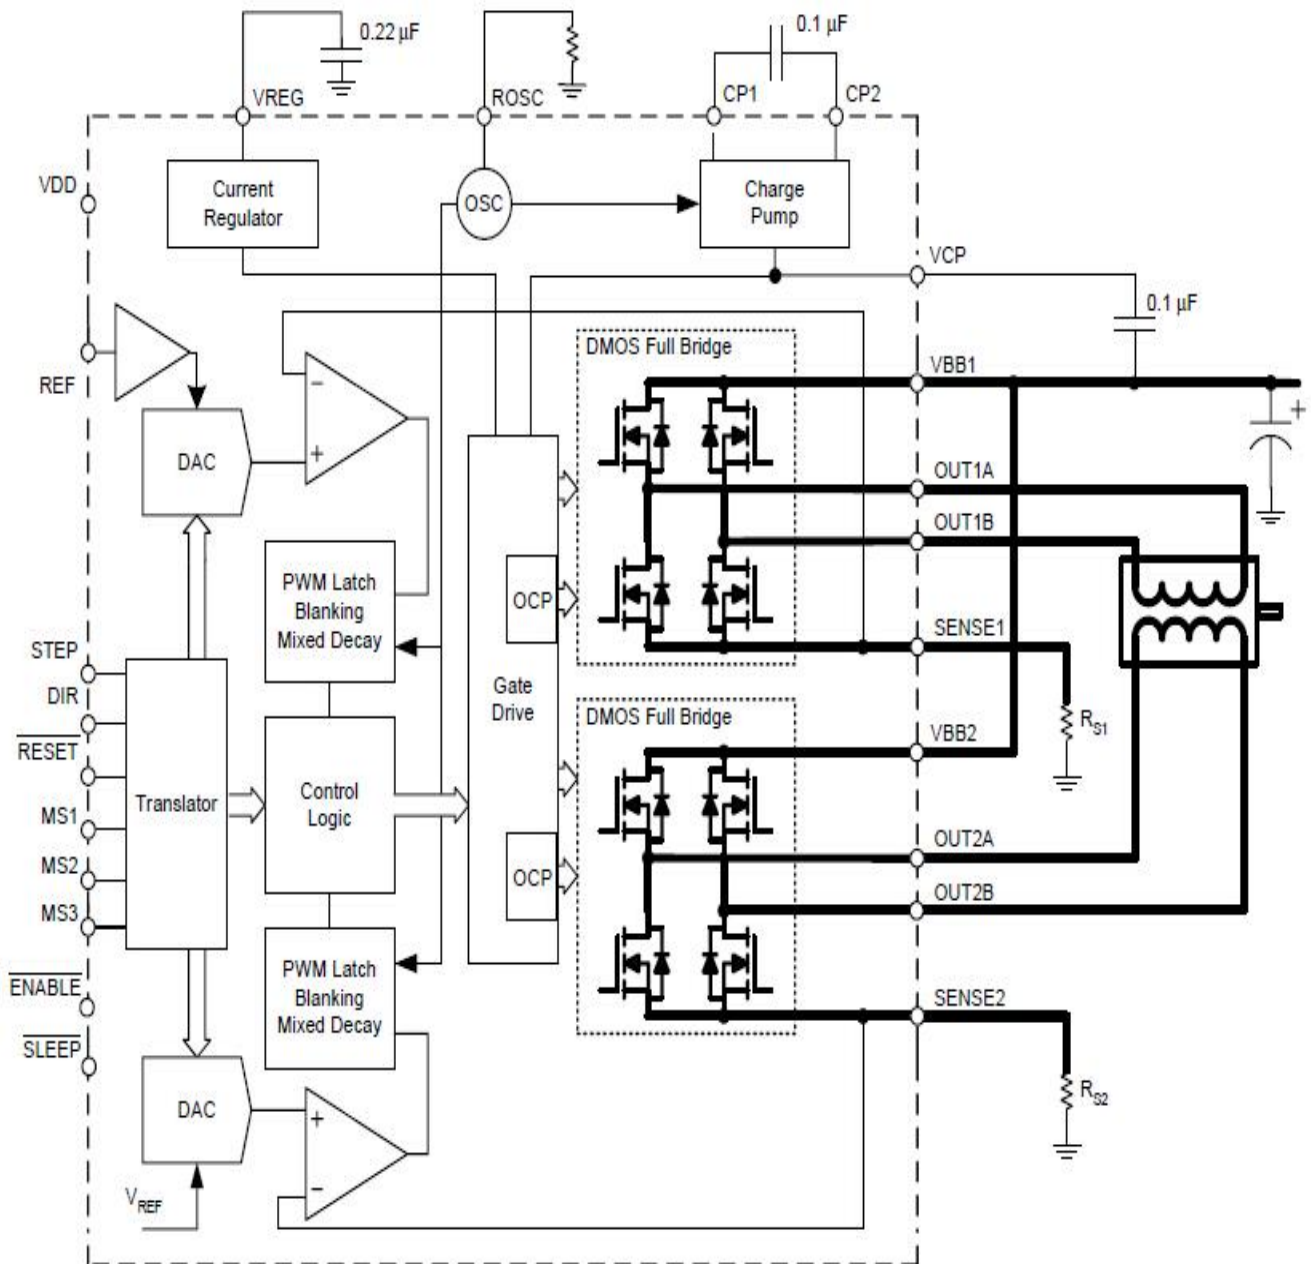 0.22 µF
0.1 µF
VREG
ROSC
CP1
CP2
VDD
Current
Regulator
OSC
Charge
Pump
VCP
0.1 µF
REF
DMOS Full Bridge
VBB1
+
DAC
−
+
OUT1A
OUT1B
PWM Latch
Blanking
Mixed Decay
OCP
SENSE1
STEP
DIR
RESET
MS1
MS2
MS3
Translator
Control
Logic
Gate
Drive
DMOS Full Bridge
RS1
VBB2
OUT2A
OCP
OUT2B
ENABLE
SLEEP
PWM Latch
Blanking
Mixed Decay
SENSE2
RS2
DAC
+
−
VREF